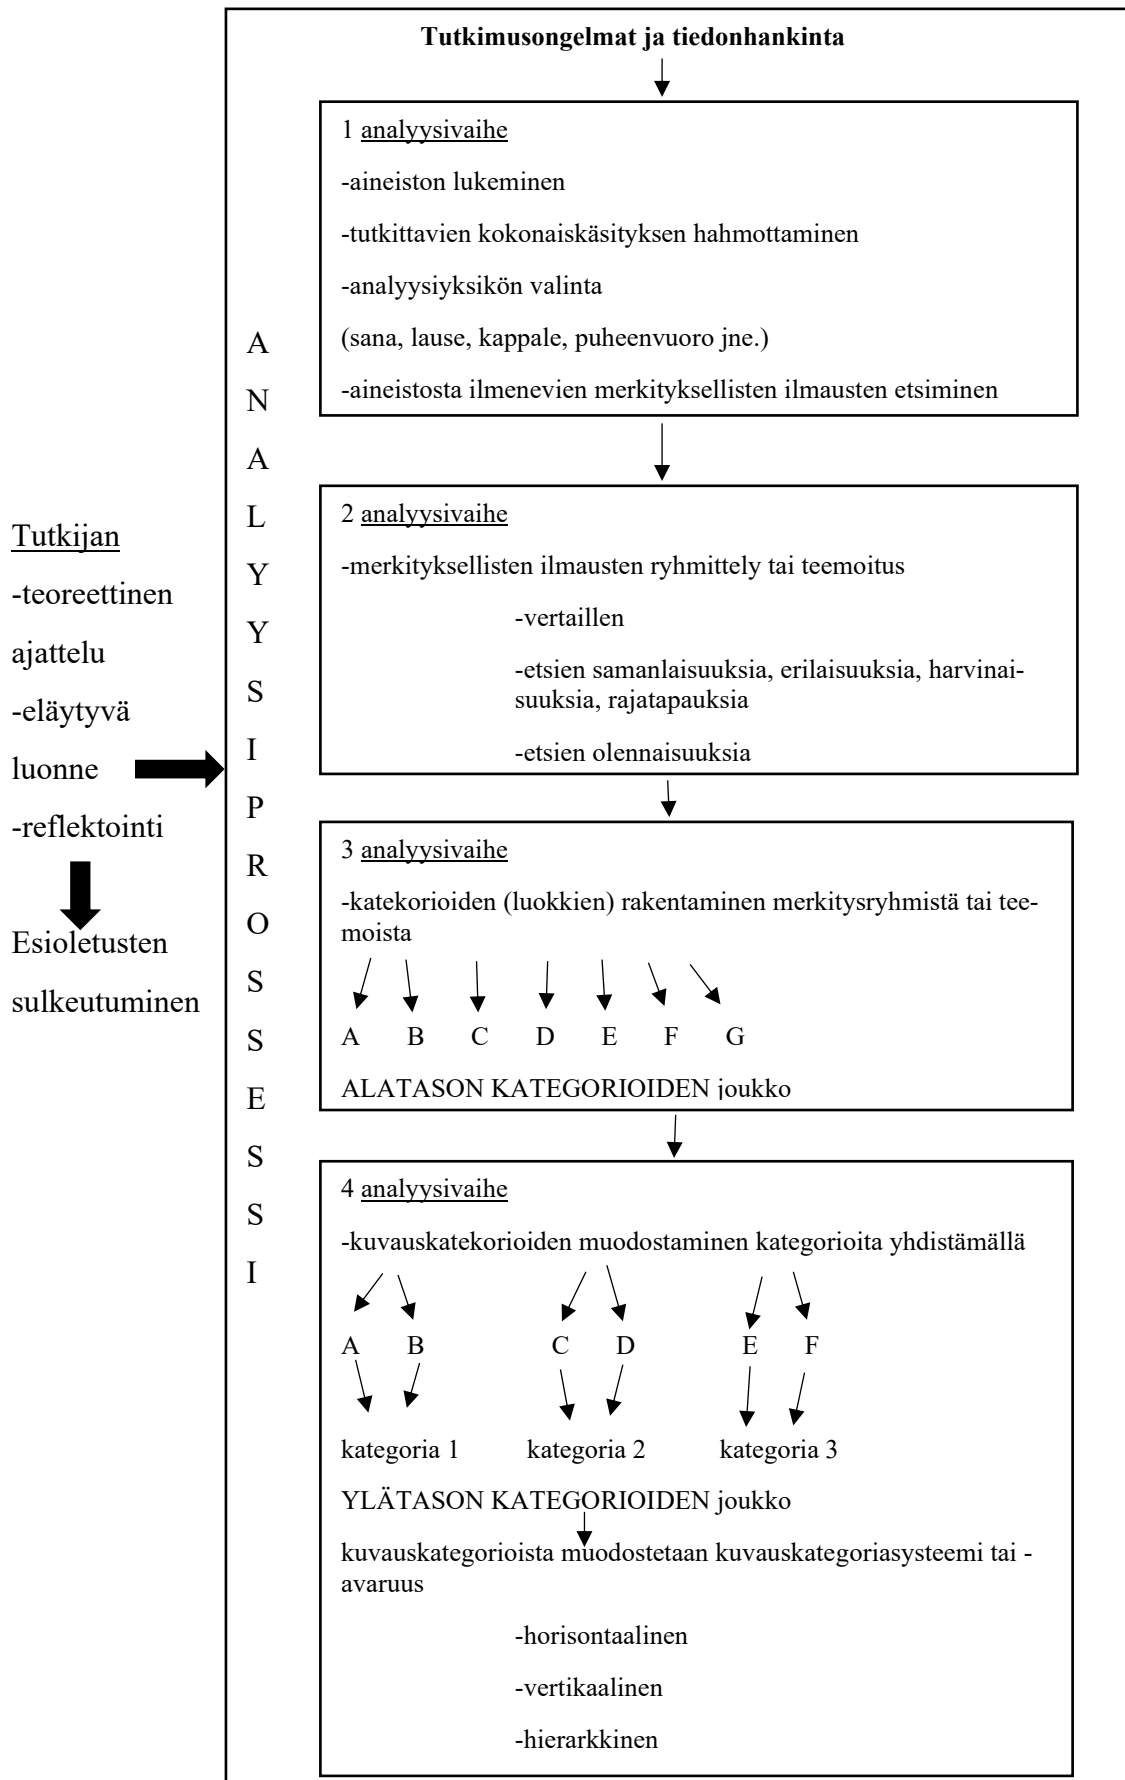 Tutkimusongelmat ja tiedonhankinta
1 analyysivaihe
-aineiston lukeminen
-tutkittavien kokonaiskäsityksen hahmottaminen
-analyysiyksikön valinta
(sana, lause, kappale, puheenvuoro jne.)
-aineistosta ilmenevien merkityksellisten ilmausten etsiminen
A
N
A
L
Y
Y
S
I
P
R
O
S
S
E
S
S
I
Tutkijan
-teoreettinen
ajattelu
-eläytyvä
luonne
-reflektointi
Esioletusten
sulkeutuminen
2 analyysivaihe
-merkityksellisten ilmausten ryhmittely tai teemoitus
-vertaillen
-etsien samanlaisuuksia, erilaisuuksia, harvinai-
suuksia, rajatapauksia
-etsien olennaisuuksia
3 analyysivaihe
-katekorioiden (luokkien) rakentaminen merkitysryhmistä tai tee-
moista
A B C D E F G
ALATASON KATEGORIOIDEN joukko
4 analyysivaihe
-kuvauskatekorioiden muodostaminen kategorioita yhdistämällä
A B C D E F
kategoria 1 kategoria 2 kategoria 3
YLÄTASON KATEGORIOIDEN joukko
kuvauskategorioista muodostetaan kuvauskategoriasysteemi tai -
avaruus
-horisontaalinen
-vertikaalinen
-hierarkkinen